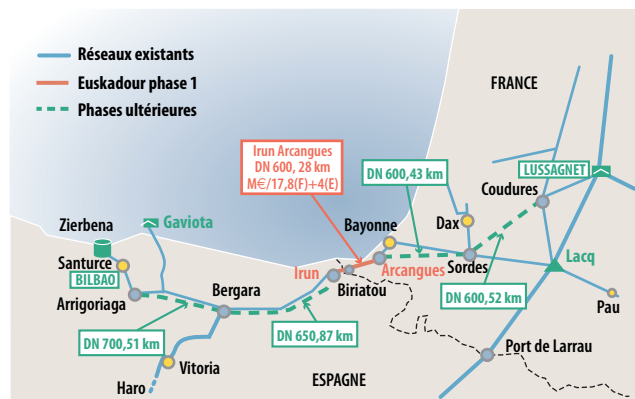 Réseaux existants
Euskadour phase 1
Phases ultérieures
FRANCE
Irun Arcangues
DN 600, 28 km
M€/17,8(F)+4(E)
DN 600,43 km
LUSSAGNET
Coudures
Zierbena
Gaviota
Bayonne
Dax
Santurce
BILBAO
Irun
Arcangues
Sordes
Lacq
Arrigoriaga
Bergara
Biriatou
DN 600,52 km
Pau
DN 700,51 km
DN 650,87 km
Vitoria
Port de Larrau
Haro
ESPAGNE